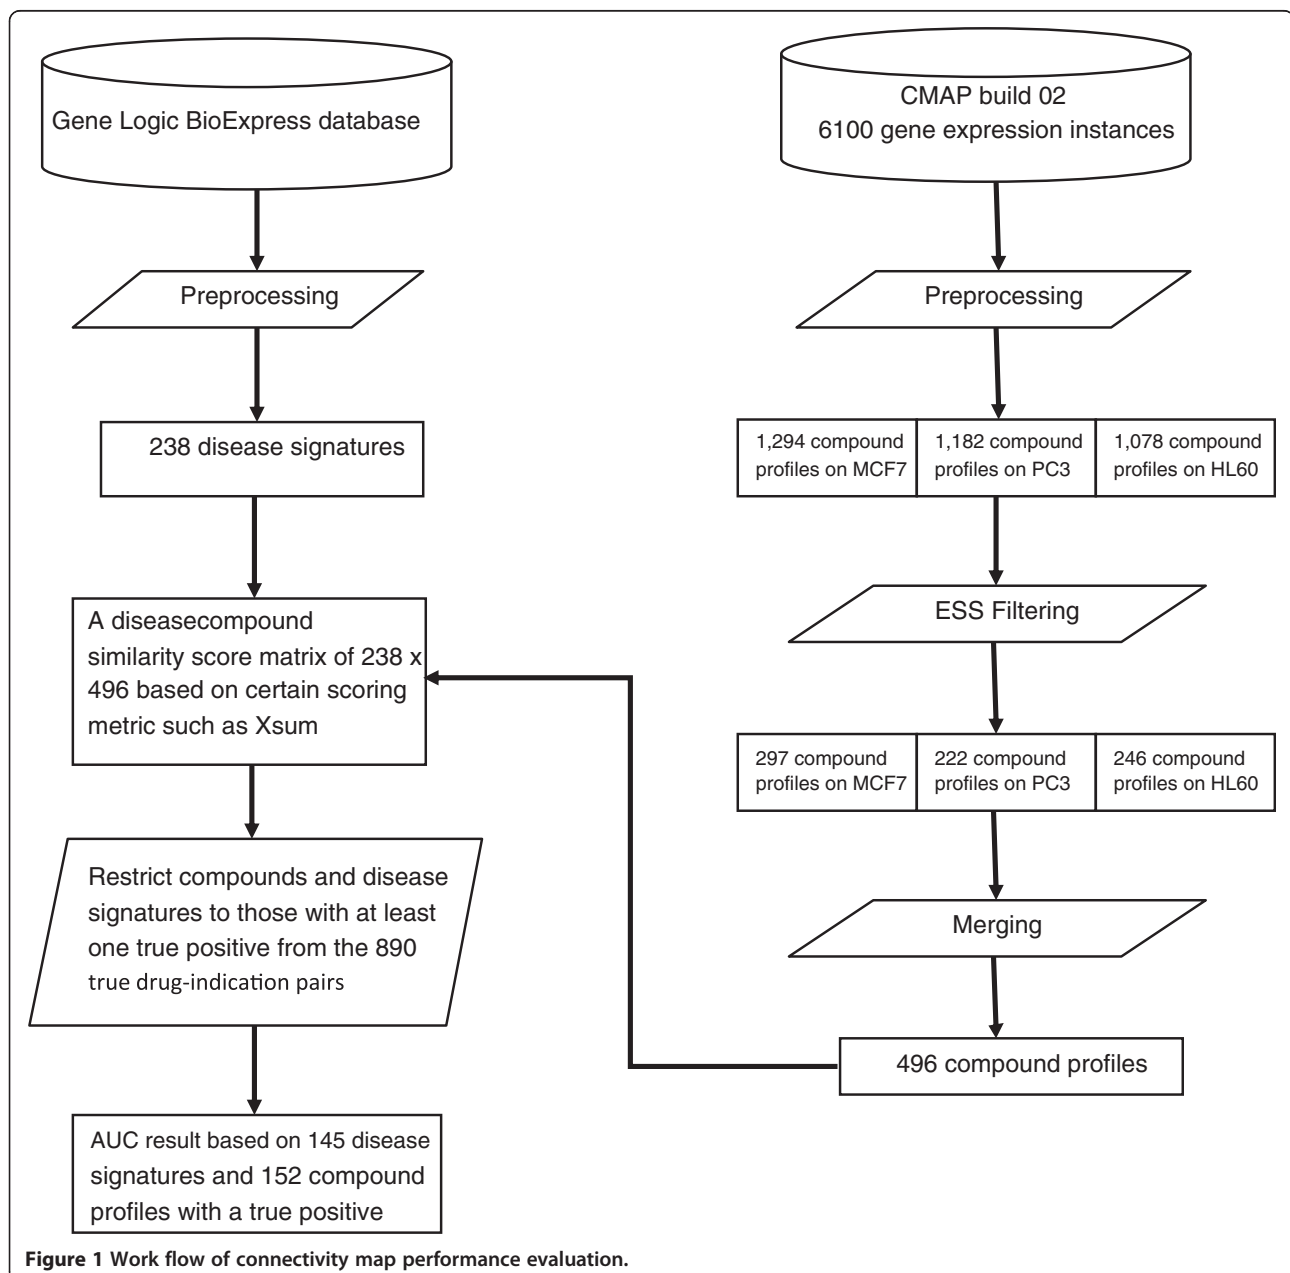 Gene Logic BioExpress database
Preprocessing
238 disease signatures
A diseasecompound
similarity score matrix of 238 x
496 based on certain scoring
metric such as Xsum
Restrict compounds and disease
signatures to those with at least
one true positive from the 890
true drug-indication pairs
AUC result based on 145 disease
signatures and 152 compound
profiles with a true positive
CMAP build 02
6100 gene expression instances
Preprocessing
1,294 compound
profiles on MCF7
1,182 compound
profiles on PC3
1,078 compound
profiles on HL60
ESS Filtering
297 compound
profiles on MCF7
222 compound
profiles on PC3
246 compound
profiles on HL60
Merging
496 compound profiles
Figure 1 Work flow of connectivity map performance evaluation.